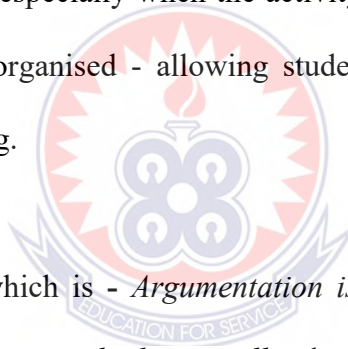 especially when the activity
organised - allowing stude
g.
which is - Argumentation is
EDUCATION FOR SERVICE